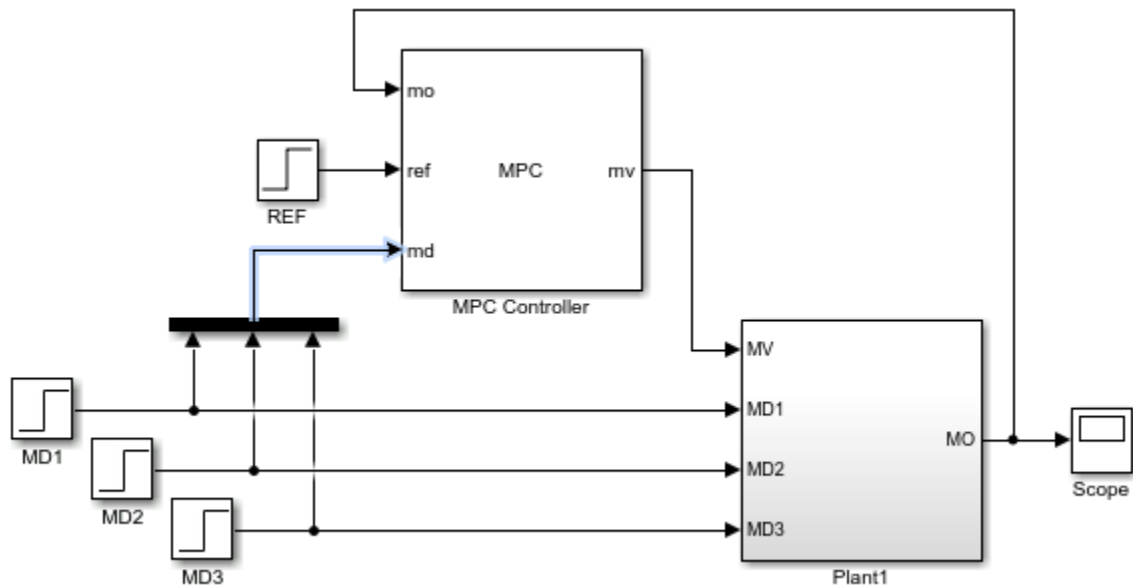 mo
ref
MPC
mv
REF
md
MPC Controller
MV
MD1
MD1
MO
MD2
MD2
Scope
MD3
MD3
Plant1